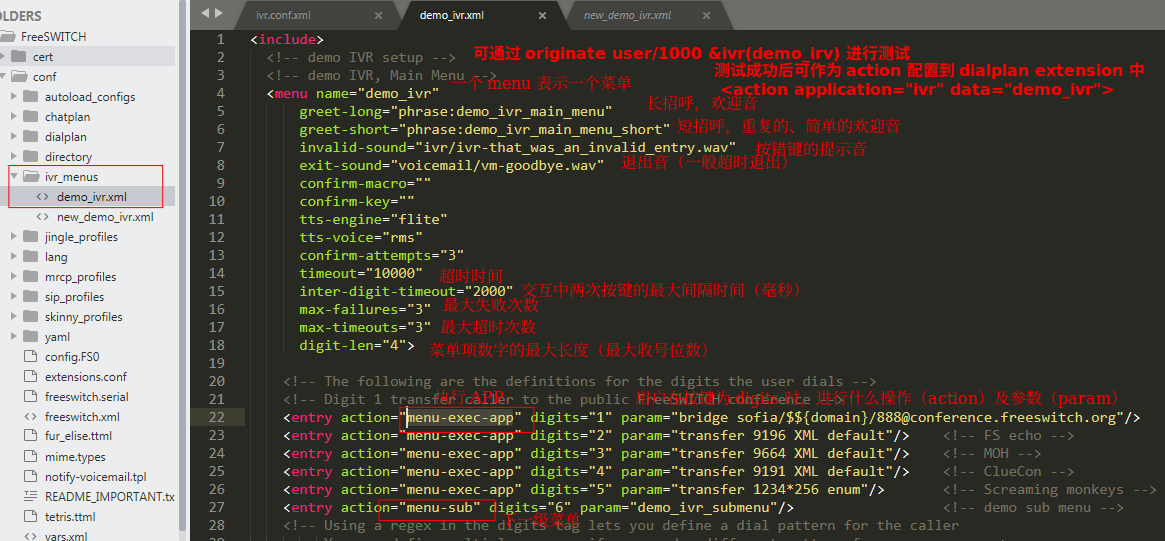 OLDERS
FreeSWITCH
cert
conf
autoload_configs
chatplan
dialplan
directory
ivr_menus
demo_ivr.xml
new_demo_ivr.xml
jingle_profiles
lang
mrcp_profiles
sip_profiles
skinny_profiles
yaml
config.FS0
extensions.conf
freeswitch.serial
freeswitch.xml
fur_elise.ttml
mime.types
notify-voicemail.tpl
README_IMPORTANT.tx
tetris.ttml
vars.xml
ivr.conf.xml × demo_ivr.xml × new_demo_ivr.xml ×
1 <include>
可通过 originate user/1000 &ivr(demo_irv) 进行测试
2 <!-- demo IVR setup -->
测试成功后可作为 action 配置到 dialplan extension 中
3 <!-- demo IVR, Main Menu -->
一个 menu 表示一个菜单
<action application="ivr" data="demo_ivr">
4 <menu name="demo_ivr"
5 greet-long="phrase:demo_ivr_main_menu" 长招呼，欢迎音
6 greet-short="phrase:demo_ivr_main_menu_short" 短招呼，重复的、简单的欢迎音
7 invalid-sound="ivr/ivr-that_was_an_invalid_entry.wav" 按错键的提示音
8 exit-sound="voicemail/vm-goodbye.wav" 退出音（一般超时退出）
9 confirm-macro=""
10 confirm-key=""
11 tts-engine="flite"
12 tts-voice="rms"
13 confirm-attempts="3"
14 timeout="10000" 超时时间
15 inter-digit-timeout="2000" 交互中两次按键的最大间隔时间（毫秒）
16 max-failures="3" 最大失败次数
17 max-timeouts="3" 最大超时次数
18 digit-len="4"> 菜单项数字的最大长度（最大收号位数）
19
20 <!-- The following are the definitions for the digits the user dials -->
执行 APP
用户的按键为 digits 时，进行什么操作（action）及参数（param）
21 <!-- Digit 1 transfer caller to the public FreeSWITCH conference -->
22 <entry action="menu-exec-app" digits="1" param="bridge sofia/$${domain}/888@conference.freeswitch.org"/>
23 <entry action="menu-exec-app" digits="2" param="transfer 9196 XML default"/> <!-- FS echo -->
24 <entry action="menu-exec-app" digits="3" param="transfer 9664 XML default"/> <!-- MOH -->
25 <entry action="menu-exec-app" digits="4" param="transfer 9191 XML default"/> <!-- ClueCon -->
26 <entry action="menu-exec-app" digits="5" param="transfer 1234*256 enum"/> <!-- Screaming monkeys -->
27 <entry action="menu-sub" digits="6" param="demo_ivr_submenu"/> <!-- demo sub menu -->
下一级菜单
28 <!-- Using a regex in the digits tag lets you define a dial pattern for the caller